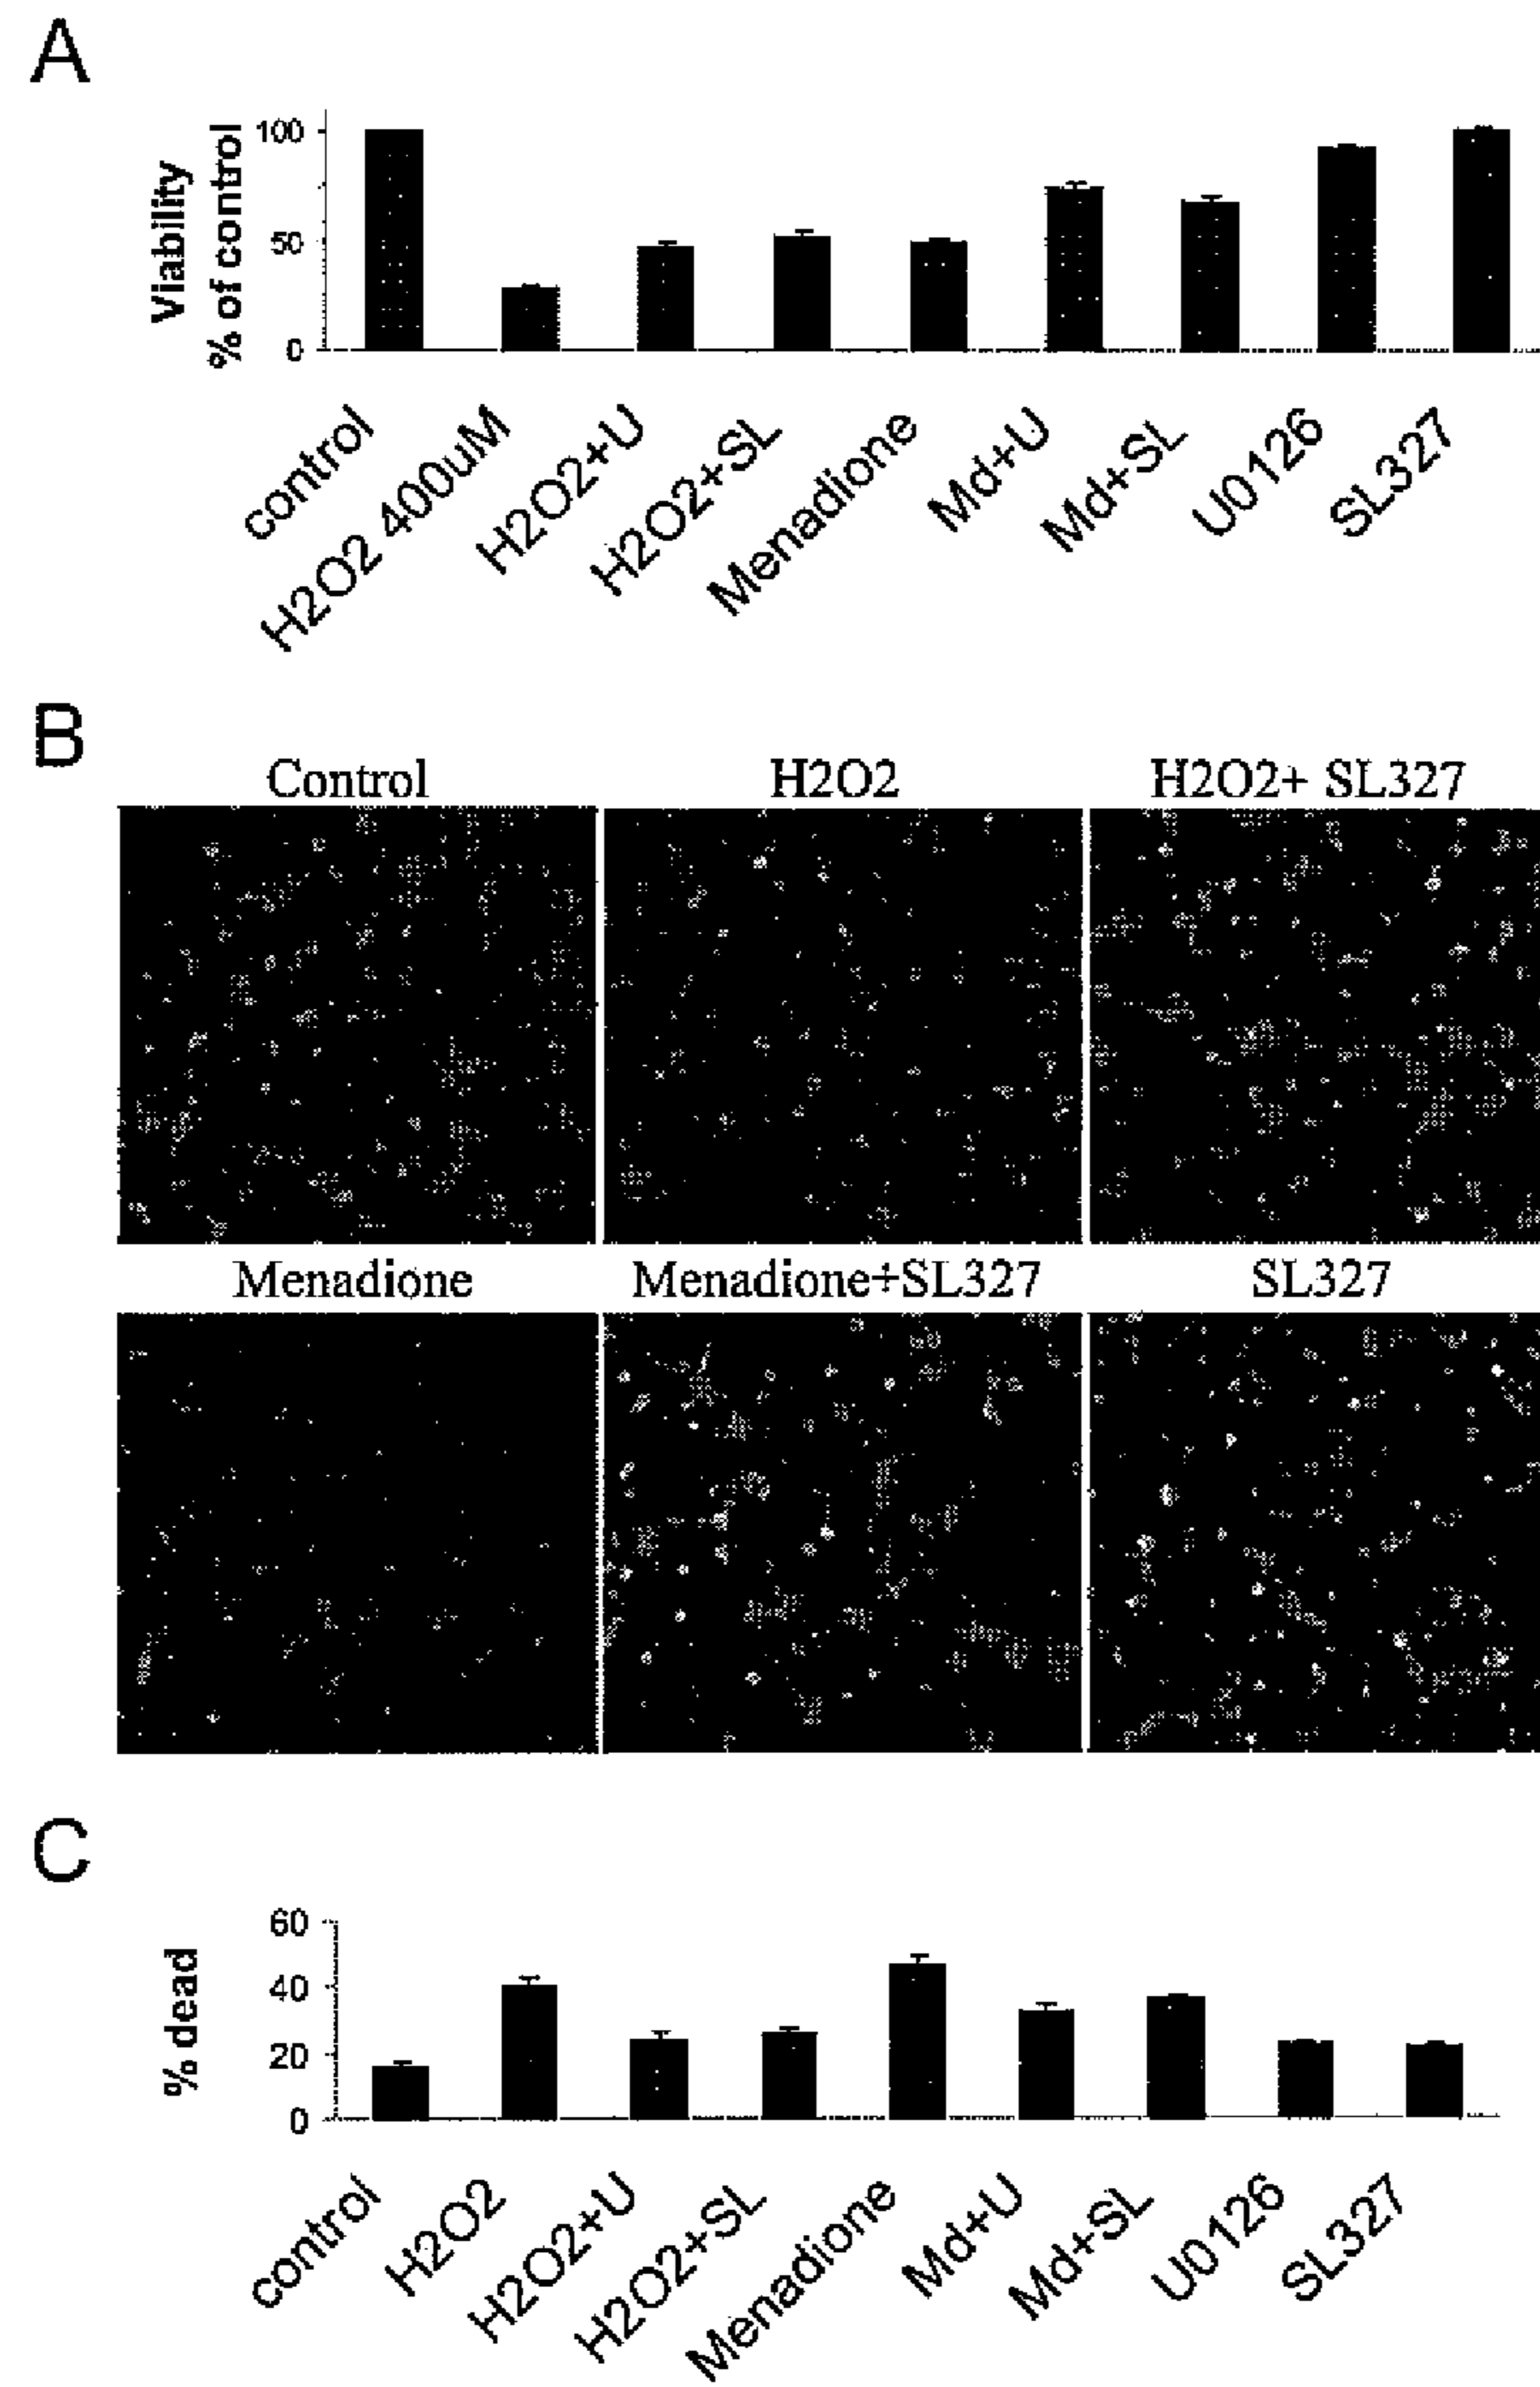 A
Viability
% of control
100
50
0
control
H2O2 400uM
H2O2+U
H2O2+SL
Menadione
Md+U
Md+SL
U0126
SL327
B
Control
H2O2
H2O2+ SL327
Menadione
Menadione+SL327
SL327
C
% dead
60
40
20
0
control
H2O2
H2O2+U
H2O2+SL
Menadione
Md+U
Md+SL
U0126
SL327